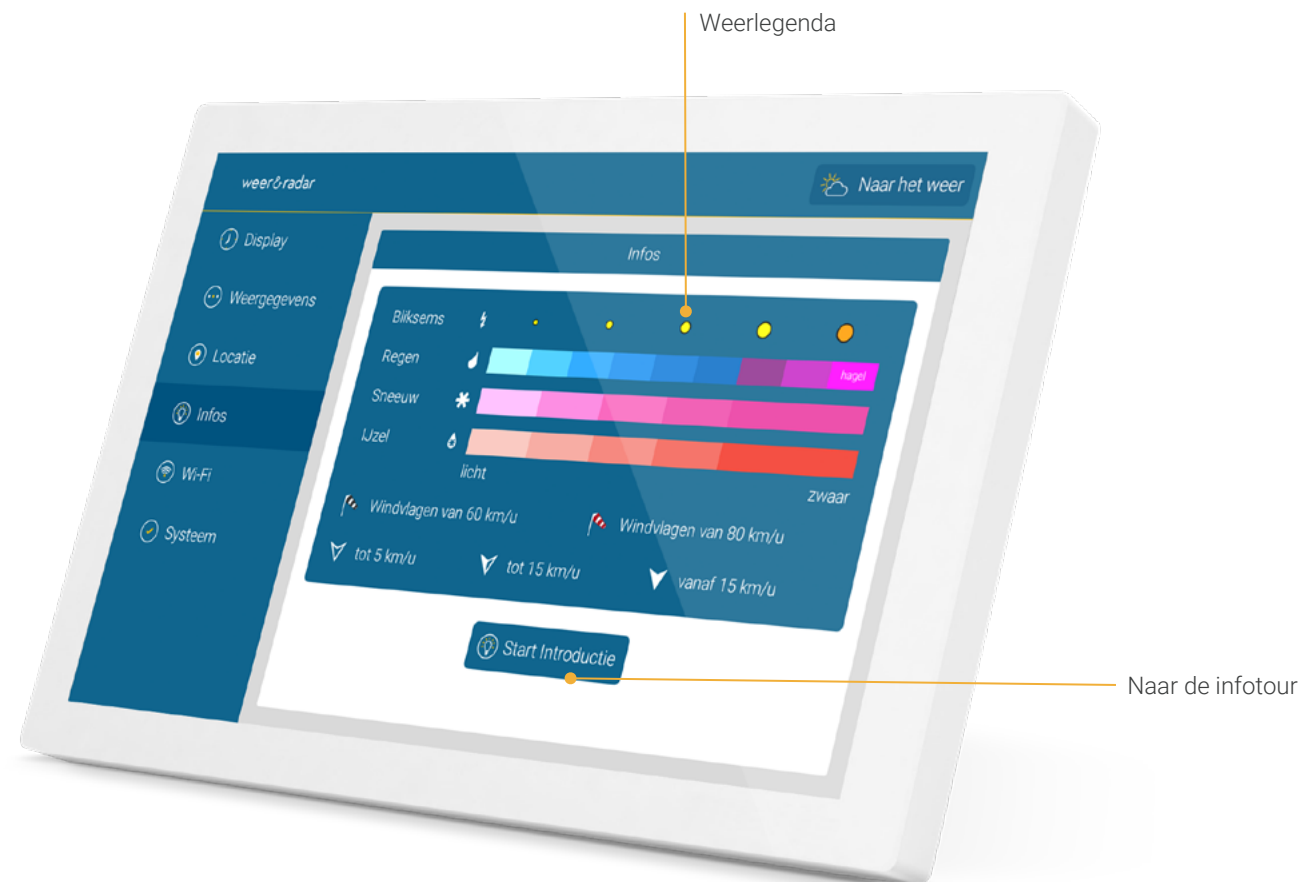 Weerlegenda
weer&radar
Naar het weer
Display
Weergegevens
Locatie
Infos
Wi-Fi
Systeem
Infos
Bliksems
Regen
hagel
Sneeuw
IJzel
licht
zwaar
Windvlagen van 60 km/u
Windvlagen van 80 km/u
tot 5 km/u
tot 15 km/u
vanaf 15 km/u
Start Introductie
Naar de infotour